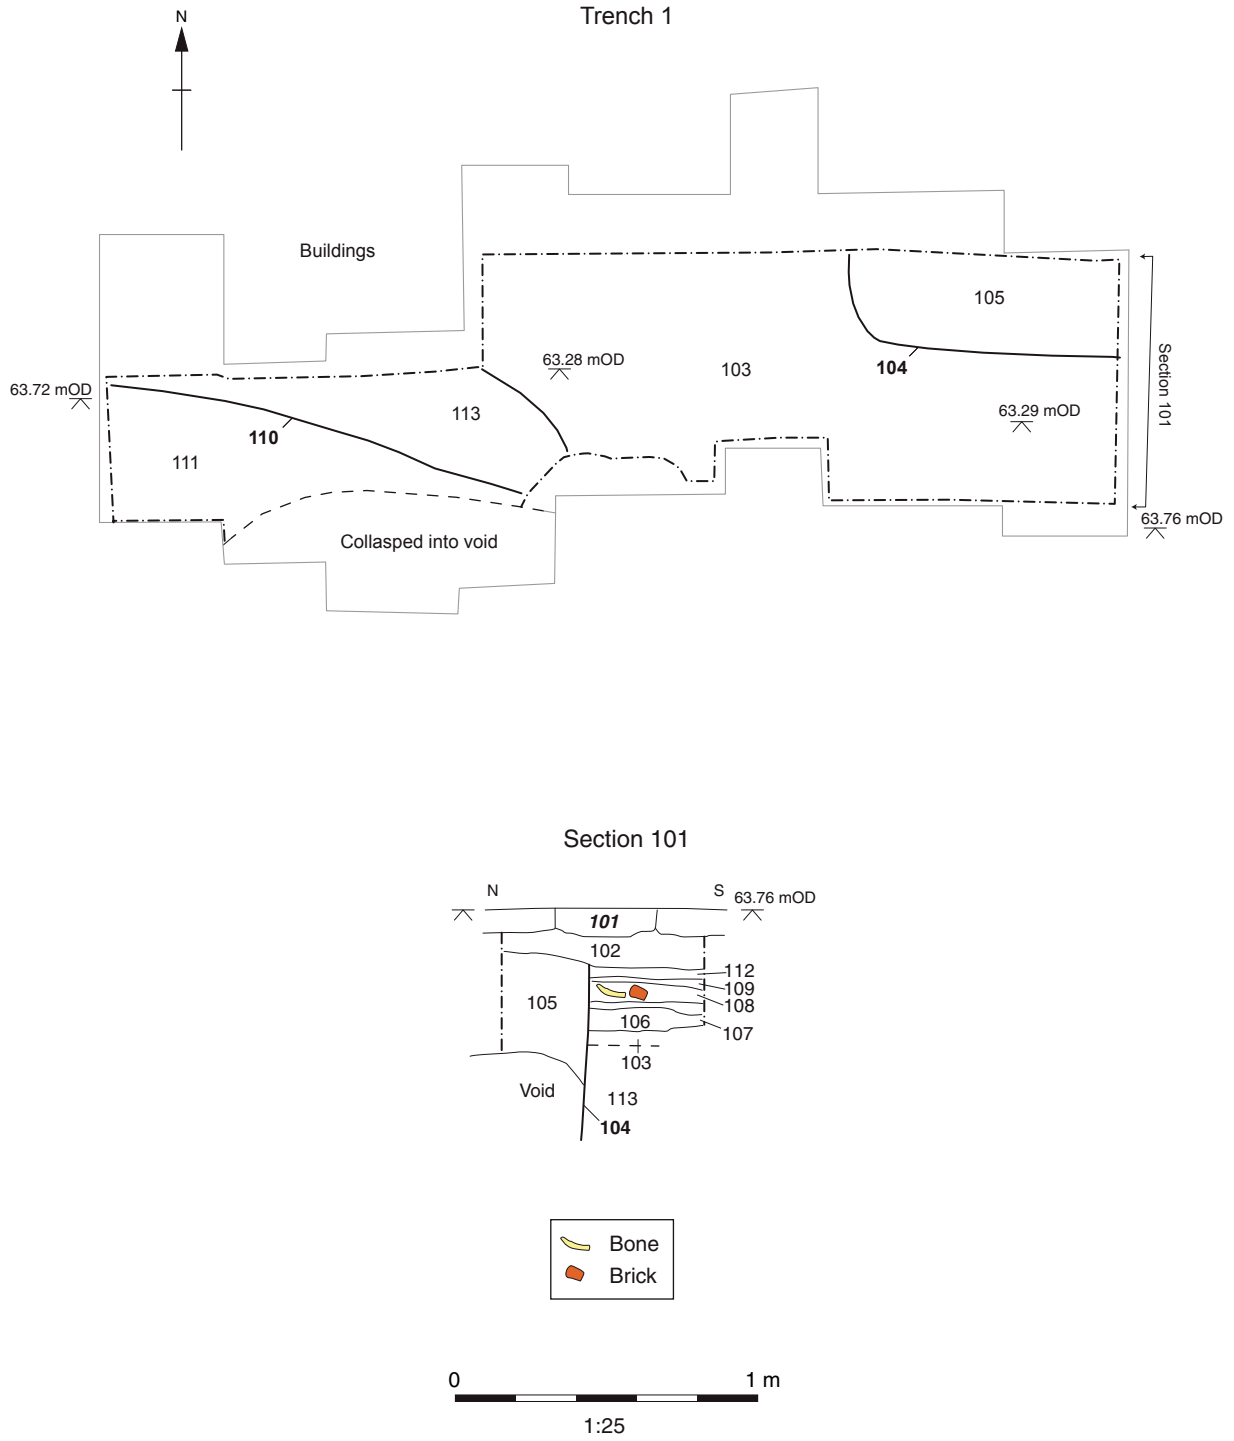 Trench 1
N
Buildings
105
63.28 mOD
103
104
Section 101
63.72 mOD
113
63.29 mOD
110
111
63.76 mOD
Collasped into void
Section 101
N
S
63.76 mOD
101
102
112
109
105
108
106
107
103
Void
113
104
Bone
Brick
0
1 m
1:25